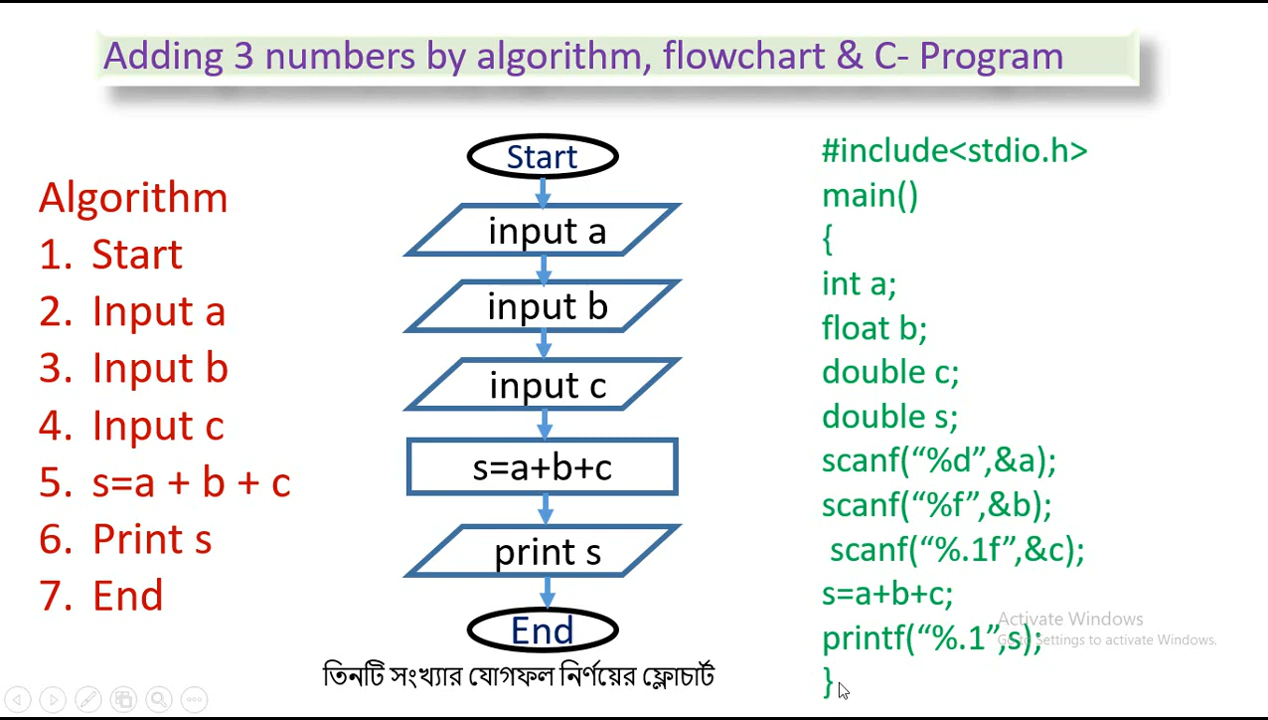 Adding 3 numbers by algorithm, flowchart & C- Program
Algorithm
1. Start
2. Input a
3. Input b
4. Input c
5. s=a + b + c
6. Print s
7. End
Start
input a
input b
input c
s=a+b+c
print s
End
তিনটি সংখ্যার যোগফল নির্ণয়ের ফ্লোচার্ট
#include<stdio.h>
main()
{
int a;
float b;
double c;
double s;
scanf(“%d”,&a);
scanf(“%f”,&b);
scanf(“%.1f”,&c);
s=a+b+c;
printf(“%.1”,s);
}
Activate Windows
Go to Settings to activate Windows.